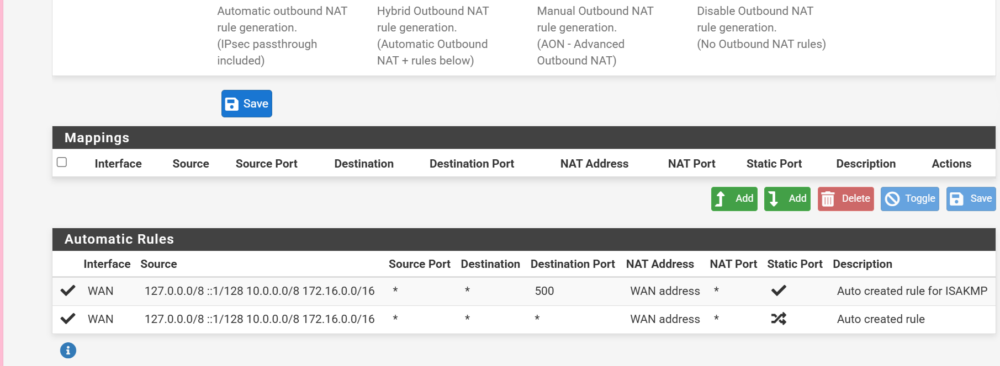 Automatic outbound NAT rule generation. (IPsec passthrough included)
Hybrid Outbound NAT rule generation. (Automatic Outbound NAT + rules below)
Manual Outbound NAT rule generation. (AON - Advanced Outbound NAT)
Disable Outbound NAT rule generation. (No Outbound NAT rules)
Save
Mappings
Interface Source Source Port Destination Destination Port NAT Address NAT Port Static Port Description Actions
Add Add Delete Toggle Save
Automatic Rules
Interface Source Source Port Destination Destination Port NAT Address NAT Port Static Port Description
WAN 127.0.0.0/8 ::1/128 10.0.0.0/8 172.16.0.0/16 * * 500 WAN address * Auto created rule for ISAKMP
WAN 127.0.0.0/8 ::1/128 10.0.0.0/8 172.16.0.0/16 * * * WAN address * Auto created rule